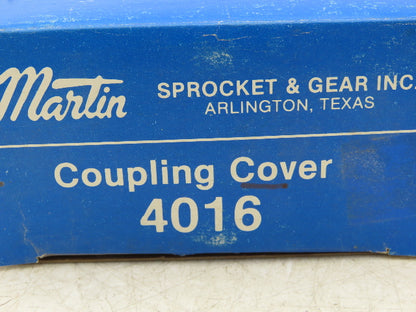 Martin
SPROCKET & GEAR INC.
ARLINGTON, TEXAS
Coupling Cover
4016